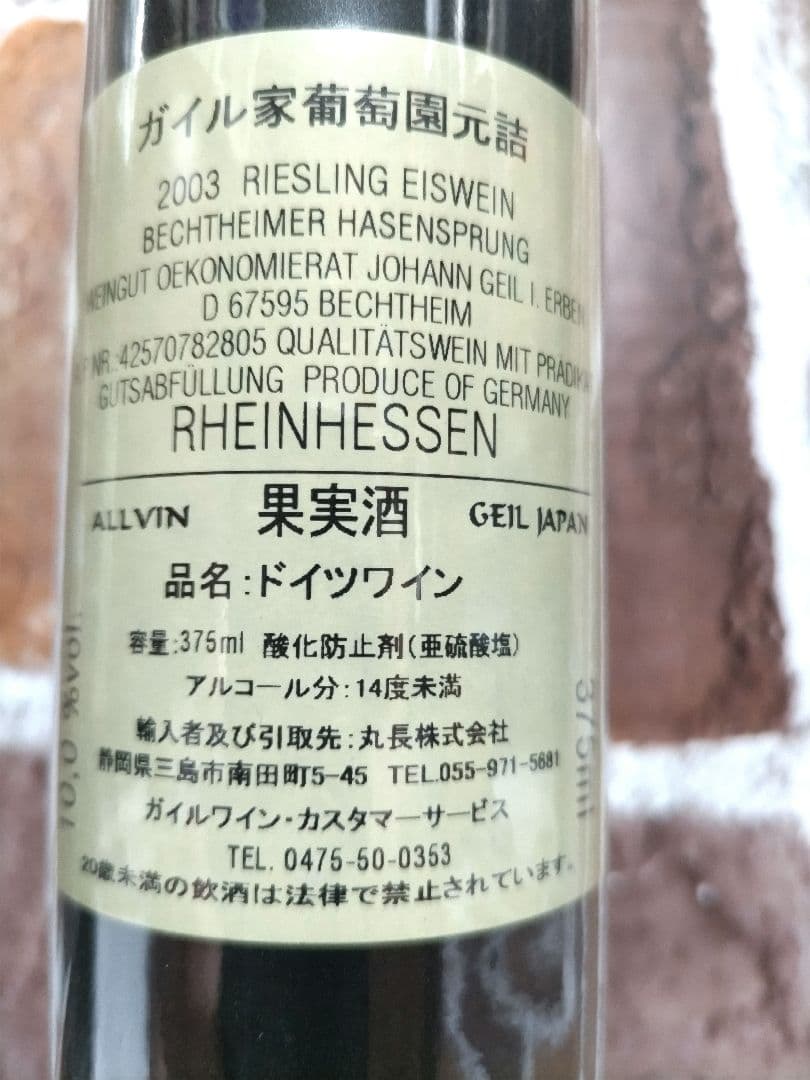 ガイル家葡萄園元詰
2003 RIESLING EISWEIN
BECHTHEIMER HASENSPRUNG
WEINGUT OEKONOMIERAT JOHANN GEIL I. ERBEN
D 67595 BECHTHEIM
NR.:42570782805 QUALITÄTSWEIN MIT PRÄDIKA
GUTSABFÜLLUNG PRODUCE OF GERMANY
RHEINHESSEN
ALLVIN 果実酒 GEIL JAPAN
品名:ドイツワイン
容量:375ml 酸化防止剤(亜硫酸塩)
アルコール分:14度未満
輸入者及び引取先:丸長株式会社
静岡県三島市南田町5-45 TEL.055-971-5681
ガイルワイン・カスタマーサービス
TEL. 0475-50-0353
20歳未満の飲酒は法律で禁止されています。
10,0 %vol.
375ml